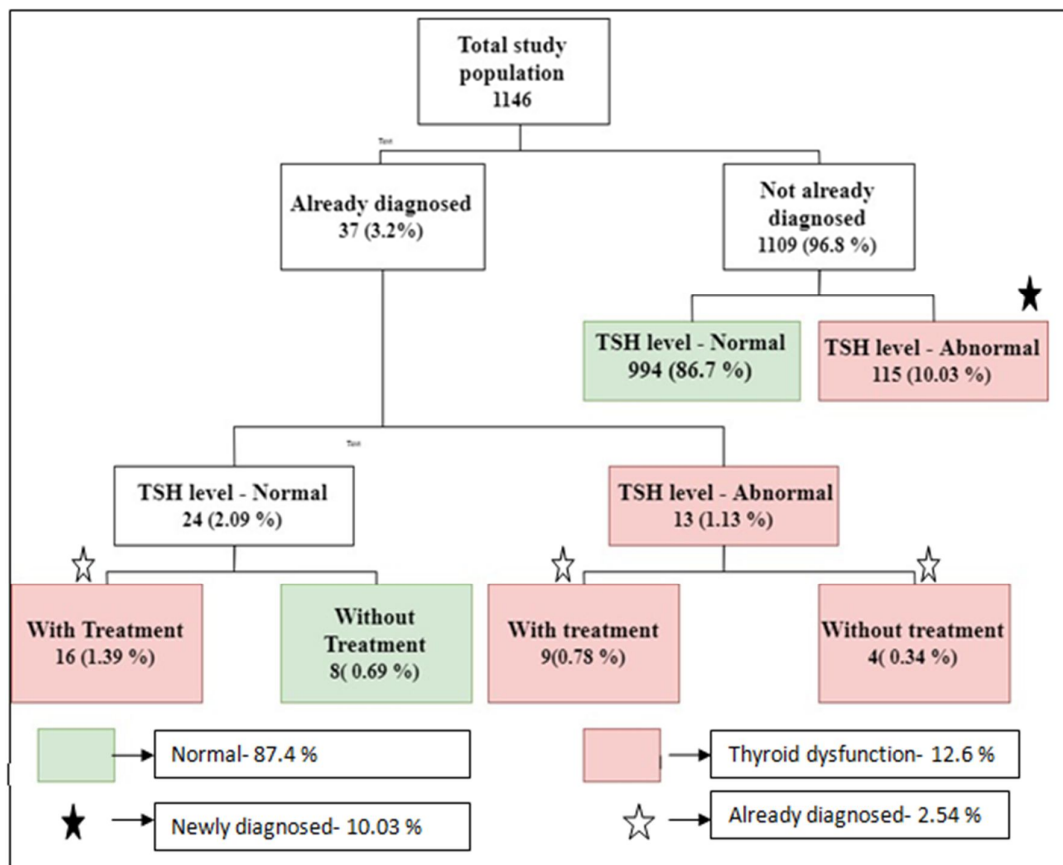 Total study
population
1146
Text
Already diagnosed
37 (3.2%)
Not already
diagnosed
1109 (96.8 %)
TSH level - Normal
994 (86.7 %)
TSH level - Abnormal
115 (10.03 %)
Text
TSH level - Normal
24 (2.09 %)
TSH level - Abnormal
13 (1.13 %)
With Treatment
16 (1.39 %)
Without
Treatment
8( 0.69 %)
With treatment
9(0.78 %)
Without treatment
4( 0.34 %)
Normal- 87.4 %
Thyroid dysfunction- 12.6 %
Newly diagnosed- 10.03 %
Already diagnosed- 2.54 %